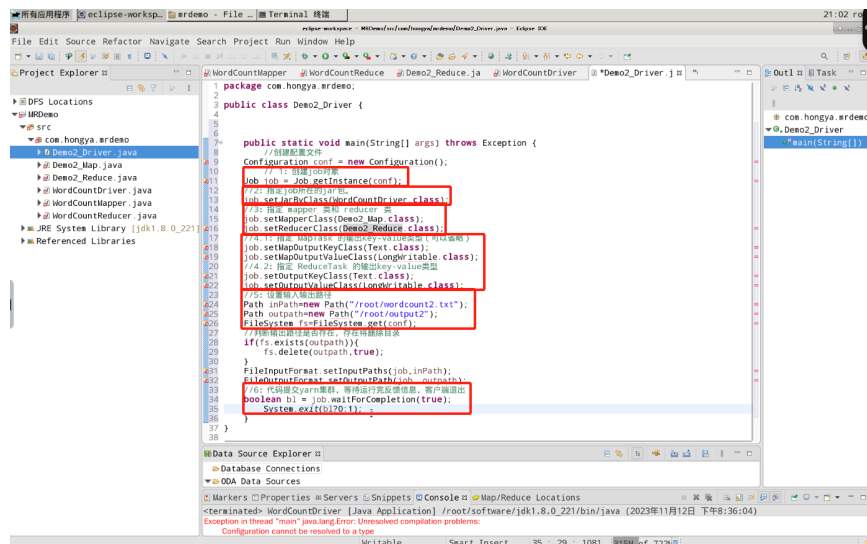 所有应用程序 eclipse-worksp... mrdemo - File ... Terminal 终端 21:02
eclipse-workspace - MRDemo/src/com/hongya/mrdemo/Demo2_Driver.java - Eclipse IDE
File Edit Source Refactor Navigate Search Project Run Window Help
Project Explorer
DFS Locations
MRDemo
src
com.hongya.mrdemo
Demo2_Driver.java
Demo2_Map.java
Demo2_Reduce.java
WordCountDriver.java
WordCountMapper.java
WordCountReducer.java
JRE System Library [jdk1.8.0_221]
Referenced Libraries
WordCountMapper WordCountReduce Demo2_Reduce.ja WordCountDriver *Demo2_Driver.j
1 package com.hongya.mrdemo;
2
3 public class Demo2_Driver {
4
5
6
7 public static void main(String[] args) throws Exception {
8 //创建配置文件
9 Configuration conf = new Configuration();
10 // 1: 创建job对象
11 Job job = Job.getInstance(conf);
12 //2: 指定job所在的jar包。
13 job.setJarByClass(WordCountDriver.class);
14 //3: 指定 mapper 类和 reducer 类
15 job.setMapperClass(Demo2_Map.class);
16 job.setReducerClass(Demo2_Reduce.class);
17 //4.1: 指定 MapTask 的输出key-value类型(可以省略)
18 job.setMapOutputKeyClass(Text.class);
19 job.setMapOutputValueClass(LongWritable.class);
20 //4.2: 指定 ReduceTask 的输出key-value类型
21 job.setOutputKeyClass(Text.class);
22 job.setOutputValueClass(LongWritable.class);
23 //5: 设置输入输出路径
24 Path inPath=new Path("/root/wordcount2.txt");
25 Path outpath=new Path("/root/output2");
26 FileSystem fs=FileSystem.get(conf);
27 //判断输出路径是否存在, 存在将删除目录
28 if(fs.exists(outpath)){
29 fs.delete(outpath,true);
30 }
31 FileInputFormat.setInputPaths(job,inPath);
32 FileOutputFormat.setOutputPath(job, outpath);
33 //6: 代码提交yarn集群, 等待运行完反馈信息, 客户端退出
34 boolean bl = job.waitForCompletion(true);
35 System.exit(bl?0:1);
36 }
37 }
38
Outl Task
com.hongya.mrdemo
Demo2_Driver
main(String[])
Data Source Explorer
Database Connections
ODA Data Sources
Markers Properties Servers Snippets Console Map/Reduce Locations
<terminated> WordCountDriver [Java Application] /root/software/jdk1.8.0_221/bin/java (2023年11月12日 下午8:36:04)
Exception in thread "main" java.lang.Error: Unresolved compilation problems:
Configuration cannot be resolved to a type
Writable Smart Insert 35 : 29 : 1081